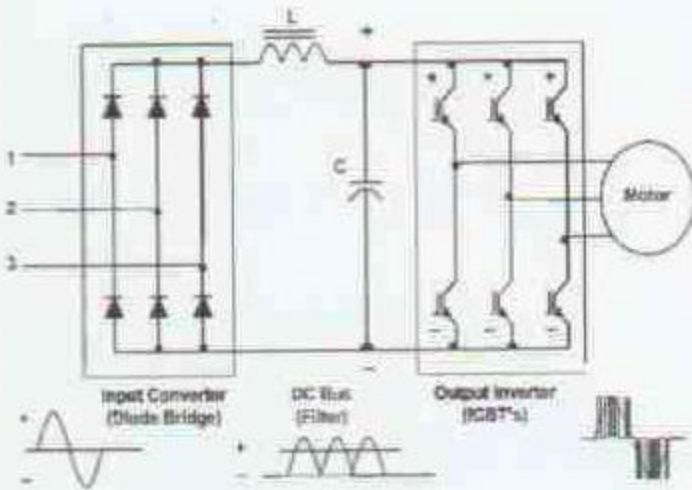 L
+
+ + +
1
C
2
Motor
3
− − −
−
Input Converter
(Diode Bridge)
DC Bus
(Filter)
Output Inverter
(IGBT's)
+
−
+
−